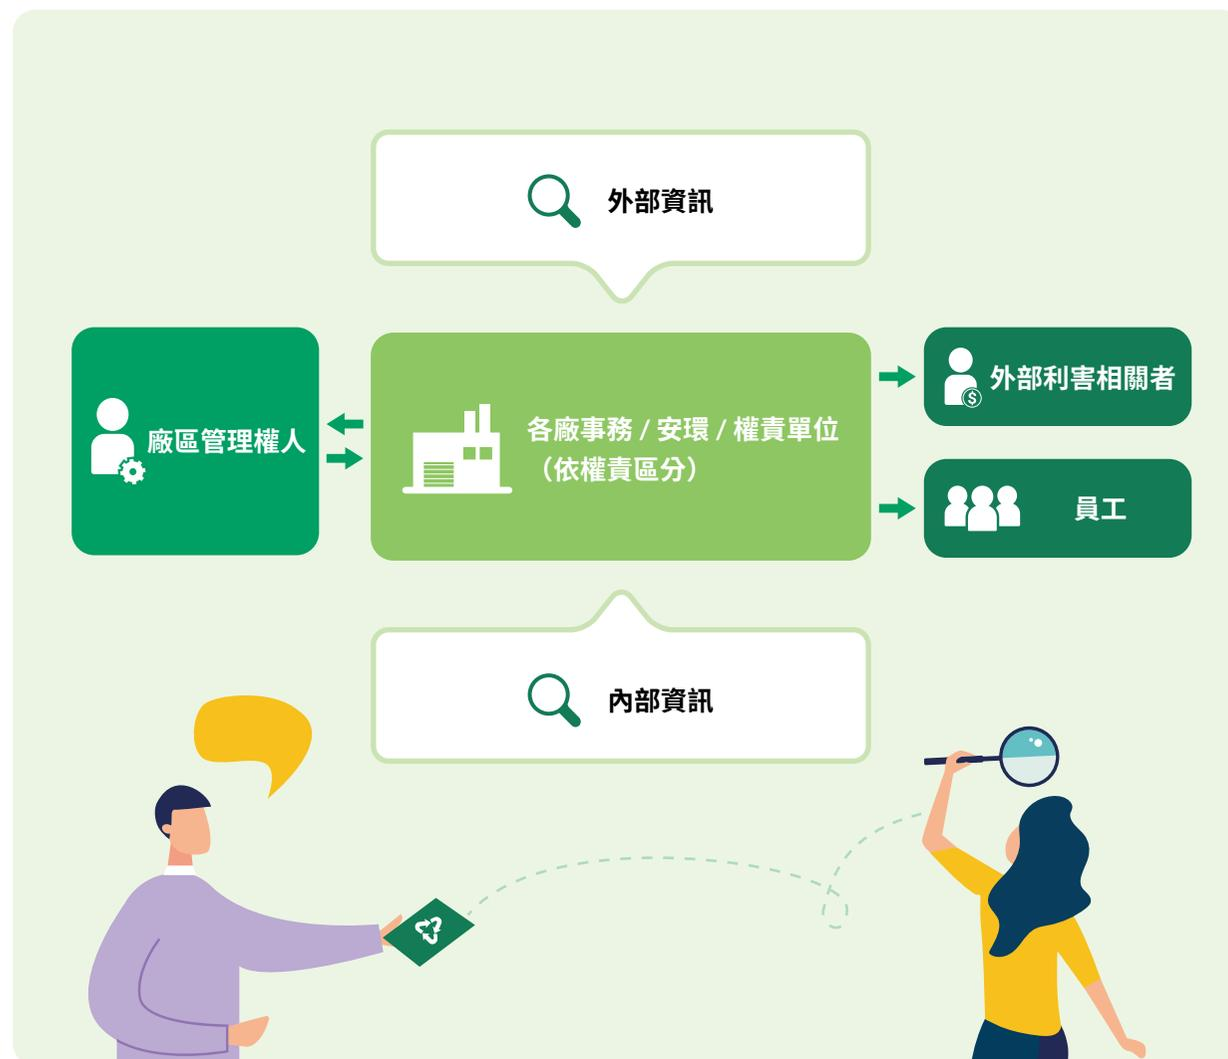 外部資訊
廠區管理權人
各廠事務 / 安環 / 權責單位
（依權責區分）
外部利害相關者
員工
內部資訊